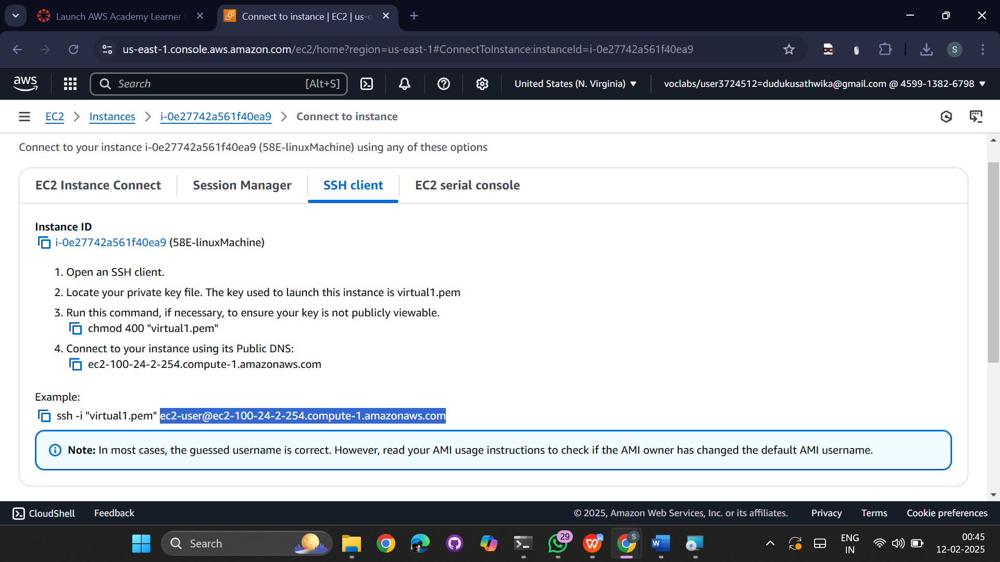 Launch AWS Academy Learner
Connect to instance | EC2 | us-e
us-east-1.console.aws.amazon.com/ec2/home?region=us-east-1#ConnectToInstance:instanceId=i-0e27742a561f40ea9
S
aws
Search
[Alt+S]
United States (N. Virginia)
voclabs/user3724512=dudukusathwika@gmail.com @ 4599-1382-6798
EC2
Instances
i-0e27742a561f40ea9
Connect to instance
Connect to your instance i-0e27742a561f40ea9 (58E-linuxMachine) using any of these options
EC2 Instance Connect
Session Manager
SSH client
EC2 serial console
Instance ID
i-0e27742a561f40ea9 (58E-linuxMachine)
1. Open an SSH client.
2. Locate your private key file. The key used to launch this instance is virtual1.pem
3. Run this command, if necessary, to ensure your key is not publicly viewable.
chmod 400 "virtual1.pem"
4. Connect to your instance using its Public DNS:
ec2-100-24-2-254.compute-1.amazonaws.com
Example:
ssh -i "virtual1.pem" ec2-user@ec2-100-24-2-254.compute-1.amazonaws.com
Note: In most cases, the guessed username is correct. However, read your AMI usage instructions to check if the AMI owner has changed the default AMI username.
CloudShell
Feedback
© 2025, Amazon Web Services, Inc. or its affiliates.
Privacy
Terms
Cookie preferences
Search
29
W
S
W
ENG
IN
00:45
12-02-2025